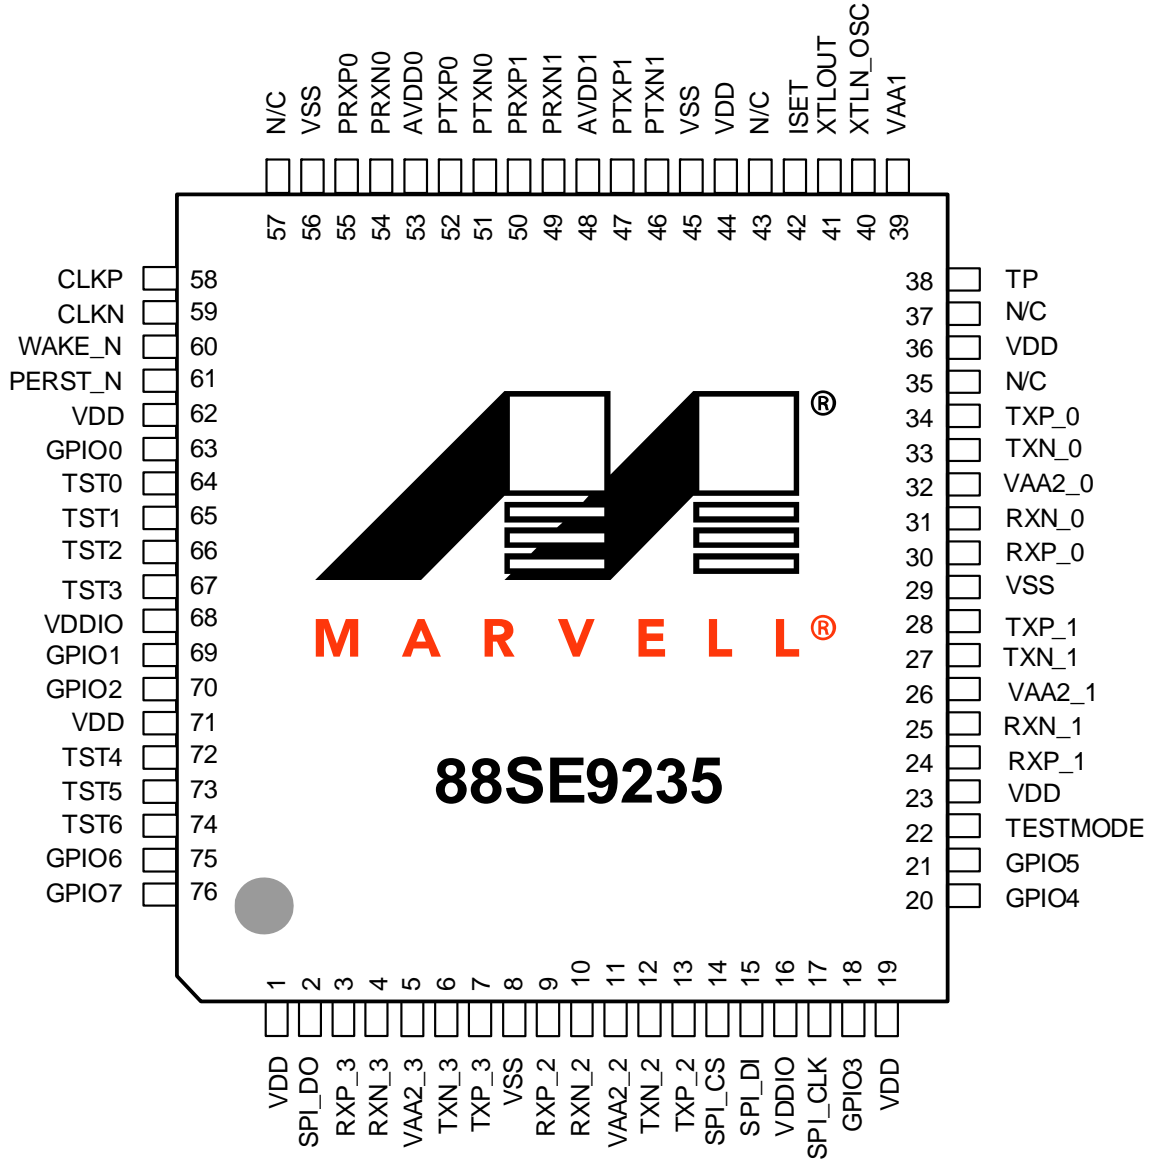 N/C VSS PRXP0 PRXN0 AVDD0 PTXP0 PTXN0 PRXP1 PRXN1 AVDD1 PTXP1 PTXN1 VSS VDD N/C ISET XTLOUT XTLN_OSC VAA1
57 56 55 54 53 52 51 50 49 48 47 46 45 44 43 42 41 40 39
CLKP 58 38 TP
CLKN 59 37 N/C
WAKE_N 60 36 VDD
PERST_N 61 35 N/C
VDD 62 34 TXP_0
GPIO0 63 33 TXN_0
TST0 64 32 VAA2_0
TST1 65 31 RXN_0
TST2 66 30 RXP_0
TST3 67 29 VSS
VDDIO 68 28 TXP_1
GPIO1 69 27 TXN_1
GPIO2 70 26 VAA2_1
VDD 71 25 RXN_1
TST4 72 24 RXP_1
TST5 73 23 VDD
TST6 74 22 TESTMODE
GPIO6 75 21 GPIO5
GPIO7 76 20 GPIO4
®
MARVELL®
88SE9235
1 2 3 4 5 6 7 8 9 10 11 12 13 14 15 16 17 18 19
VDD SPI_DO RXP_3 RXN_3 VAA2_3 TXN_3 TXP_3 VSS RXP_2 RXN_2 VAA2_2 TXN_2 TXP_2 SPI_CS SPI_DI VDDIO SPI_CLK GPIO3 VDD